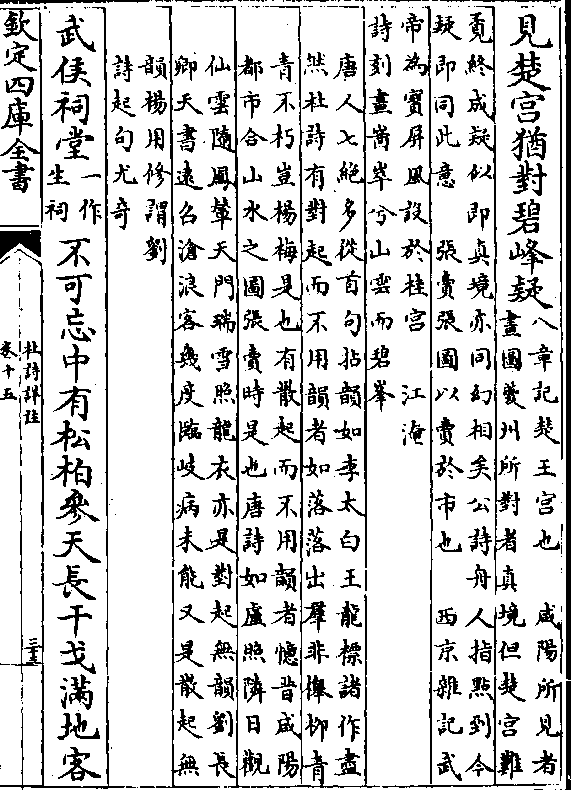 見楚宫猶對碧峰疑
八章記楚王宫也　咸陽所見者
畫圖夔州所對者真境但楚宫難
覔終成疑似即真境亦同幻相矣公詩舟人指點到今
疑即同此意　張賣張圖以賣於市也　西京雜記武
帝為寳屏風設於桂宫　江淹
詩刻畫崗崒兮山雲而碧峯
唐人七絶多從首句拈韻如李太白王龍標諸作盡
然杜詩有對起而不用韻者如落落出羣非櫸栁青
青不朽豈楊梅是也有散起而不用韻者憶昔咸陽
都市合山水之圖張賣時是也唐詩如盧照隣日觀
仙雲隨鳳輦天門瑞雪照龍衣亦是對起無韻劉長
卿天書遠召滄浪客幾度臨岐病未能又是散起無
韻楊用修謂劉
詩起句尤竒
武侯祠堂一作生祠不可忘中有松柏參天長干戈滿地客
欽定四庫全書
杜詩詳註
卷十五
三十三